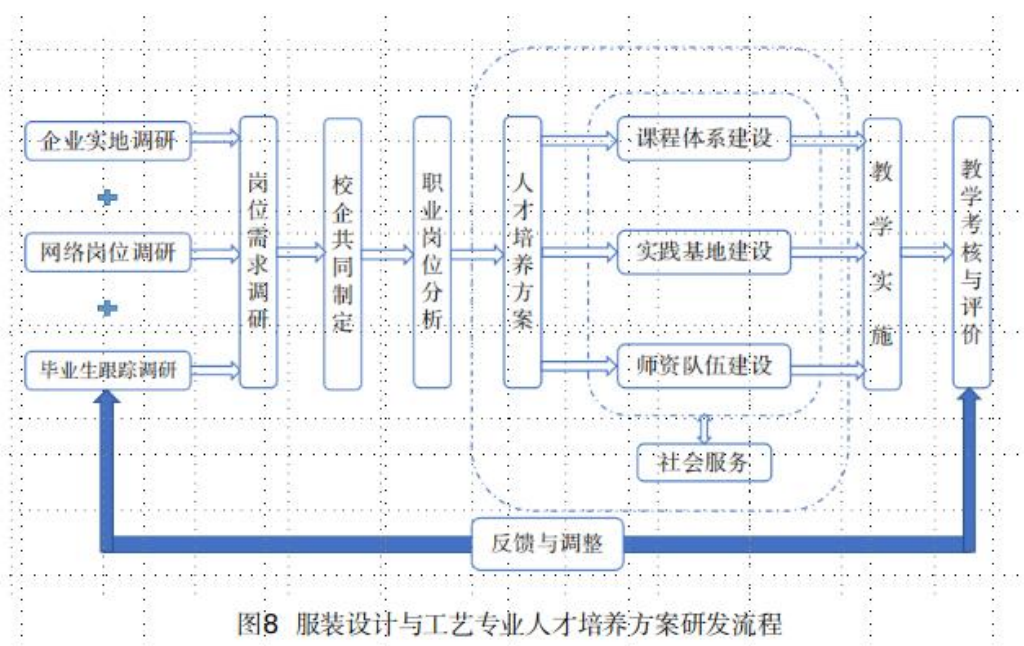 企业实地调研
网络岗位调研
毕业生跟踪调研
岗位需求调研
校企共同制定
职业岗位分析
人才培养方案
课程体系建设
实践基地建设
师资队伍建设
社会服务
教学实施
教学考核与评价
反馈与调整
图8 服装设计与工艺专业人才培养方案研发流程